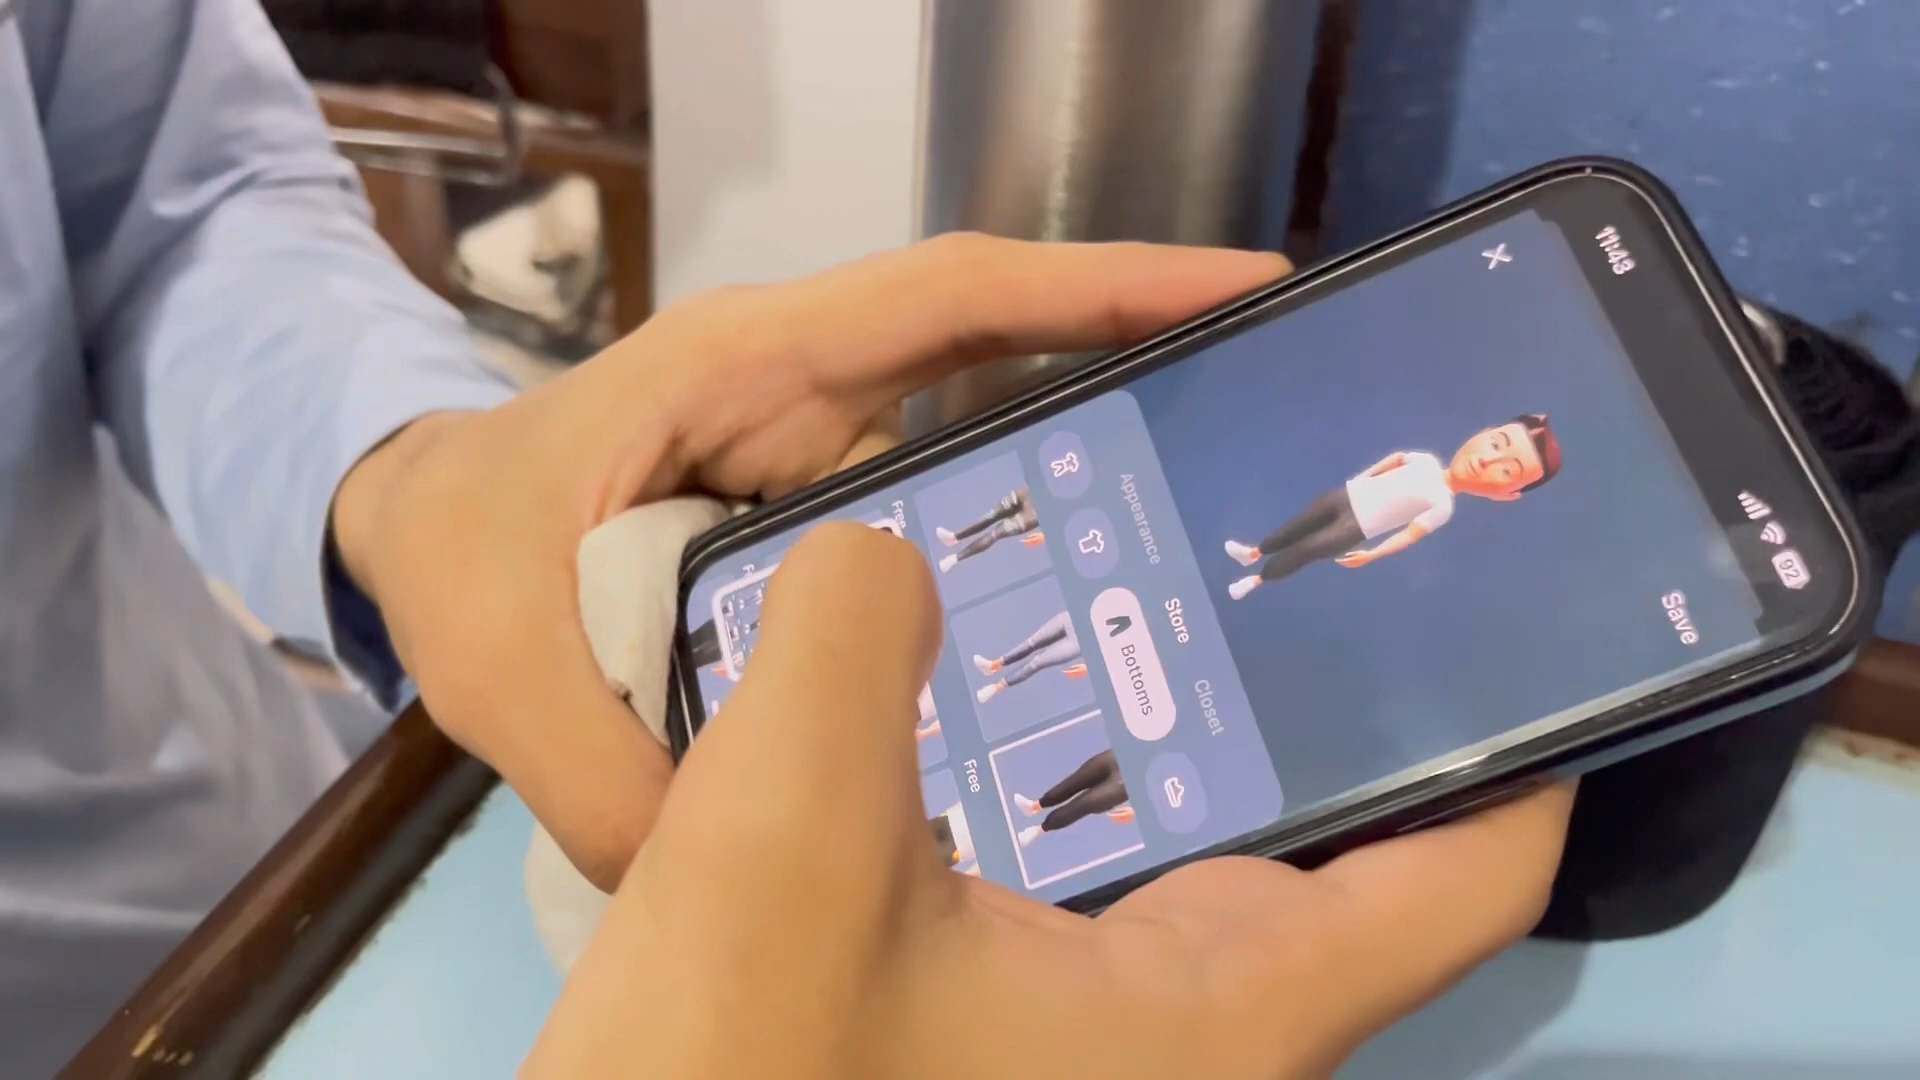 11:43
92
Save
Appearance
Store
Closet
Bottoms
Free
Free